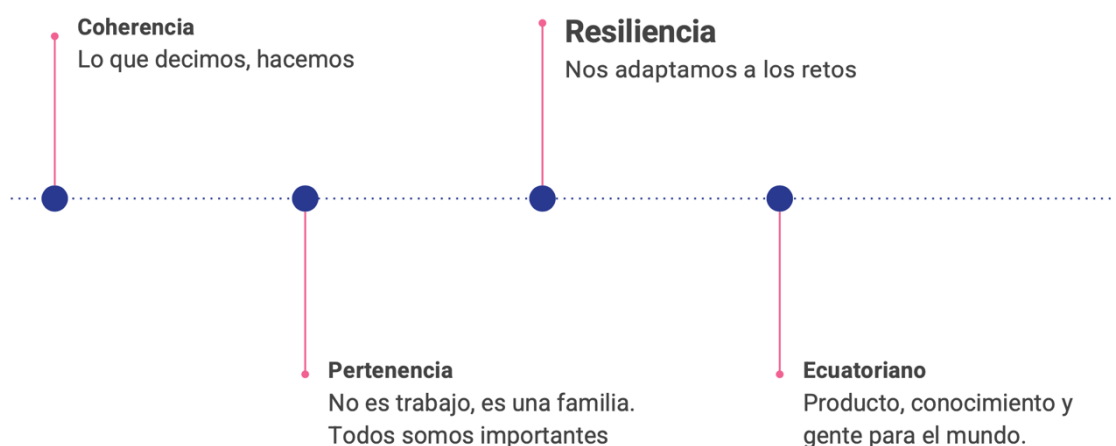 Coherencia
Lo que decimos, hacemos
Resiliencia
Nos adaptamos a los retos
Pertenencia
No es trabajo, es una familia.
Todos somos importantes
Ecuatoriano
Producto, conocimiento y
gente para el mundo.